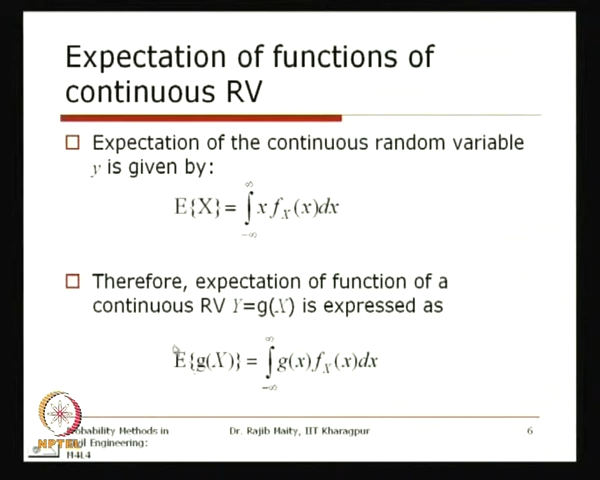 Expectation of functions of
continuous RV
Expectation of the continuous random variable
y is given by:
E{X}= ∫_{-∞}^{∞} x f_X(x)dx
Therefore, expectation of function of a
continuous RV Y=g(X) is expressed as
E{g(X)} = ∫_{-∞}^{∞} g(x) f_X(x)dx
Probability Methods in
Civil Engineering:
M4L4
Dr. Rajib Maity, IIT Kharagpur
6
NPTEL